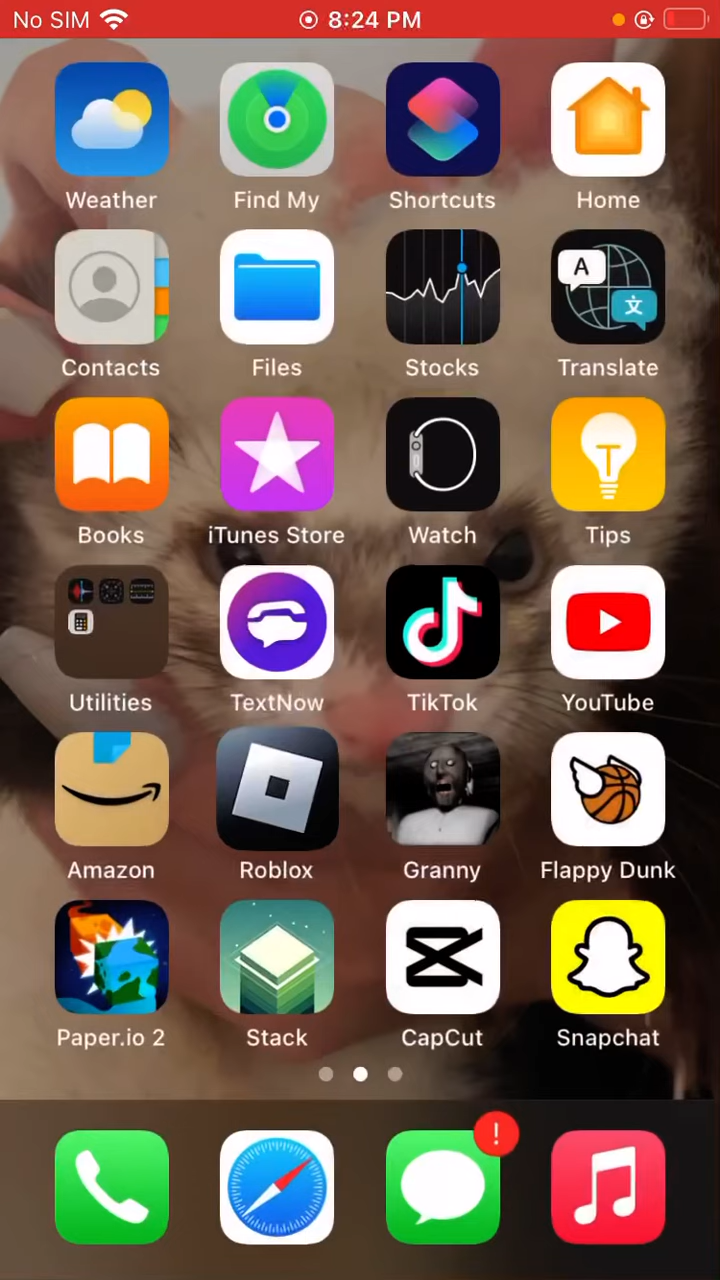 No SIM 8:24 PM
Weather Find My Shortcuts Home
A
文
Contacts Files Stocks Translate
Books iTunes Store Watch Tips
Utilities TextNow TikTok YouTube
Amazon Roblox Granny Flappy Dunk
Paper.io 2 Stack CapCut Snapchat
!